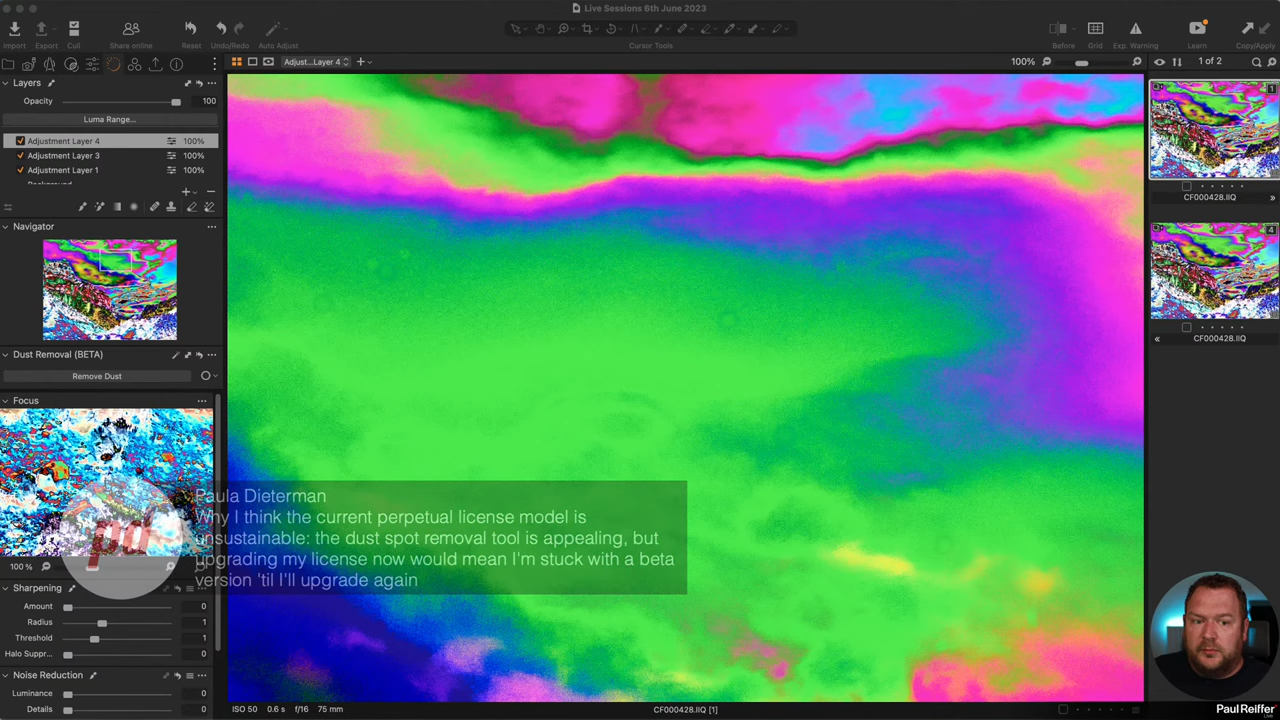 Live Sessions 6th June 2023
Import
Export
Cull
Share online
Reset
Undo/Redo
Auto Adjust
Cursor Tools
Before
Grid
Exp. Warning
Learn
Copy/Apply
Adjust...Layer 4
100%
1 of 2
Layers
Opacity
100
Luma Range...
Adjustment Layer 4
100%
Adjustment Layer 3
100%
Adjustment Layer 1
100%
Navigator
Dust Removal (BETA)
Remove Dust
Focus
100 %
Sharpening
Amount
0
Radius
1
Threshold
1
Halo Suppr...
0
Noise Reduction
Luminance
0
Details
0
pd
Paula Dieterman
Why I think the current perpetual license model is
unsustainable: the dust spot removal tool is appealing, but
upgrading my license now would mean I'm stuck with a beta
version 'til I'll upgrade again
ISO 50 0.6 s f/16 75 mm
CF000428.IIQ [1]
1
CF000428.IIQ
4
CF000428.IIQ
PaulReiffer
Live